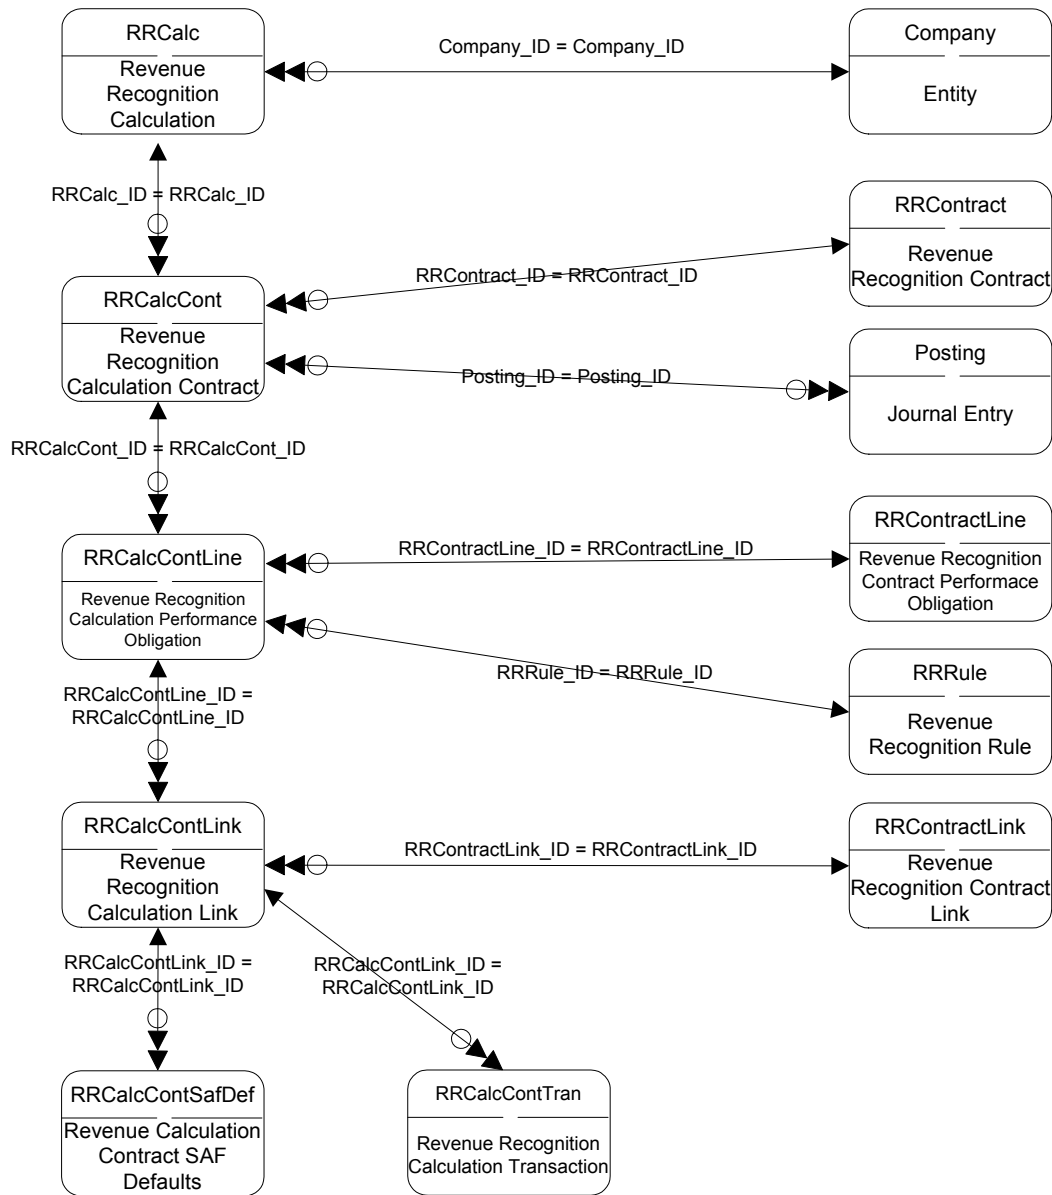 RRCalc
Revenue
Recognition
Calculation
Company_ID = Company_ID
Company
Entity
RRCalc_ID = RRCalc_ID
RRContract
Revenue
Recognition Contract
RRContract_ID = RRContract_ID
RRCalcCont
Revenue
Recognition
Calculation Contract
Posting_ID = Posting_ID
Posting
Journal Entry
RRCalcCont_ID = RRCalcCont_ID
RRCalcContLine
Revenue Recognition
Calculation Performance
Obligation
RRContractLine_ID = RRContractLine_ID
RRContractLine
Revenue Recognition
Contract Performace
Obligation
RRRule_ID = RRRule_ID
RRRule
Revenue
Recognition Rule
RRCalcContLine_ID =
RRCalcContLine_ID
RRCalcContLink
Revenue
Recognition
Calculation Link
RRContractLink_ID = RRContractLink_ID
RRContractLink
Revenue
Recognition Contract
Link
RRCalcContLink_ID =
RRCalcContLink_ID
RRCalcContLink_ID =
RRCalcContLink_ID
RRCalcContSafDef
Revenue Calculation
Contract SAF
Defaults
RRCalcContTran
Revenue Recognition
Calculation Transaction